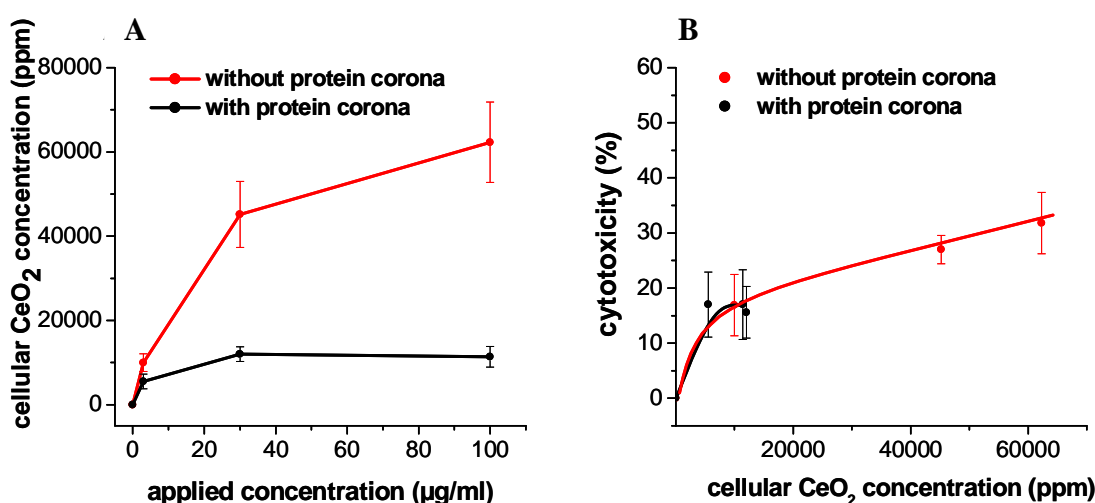 A
cellular CeO2 concentration (ppm)
80000
60000
40000
20000
0
without protein corona
with protein corona
0 20 40 60 80 100
applied concentration (µg/ml)
B
cytotoxicity (%)
60
50
40
30
20
10
0
without protein corona
with protein corona
20000 40000 60000
cellular CeO2 concentration (ppm)